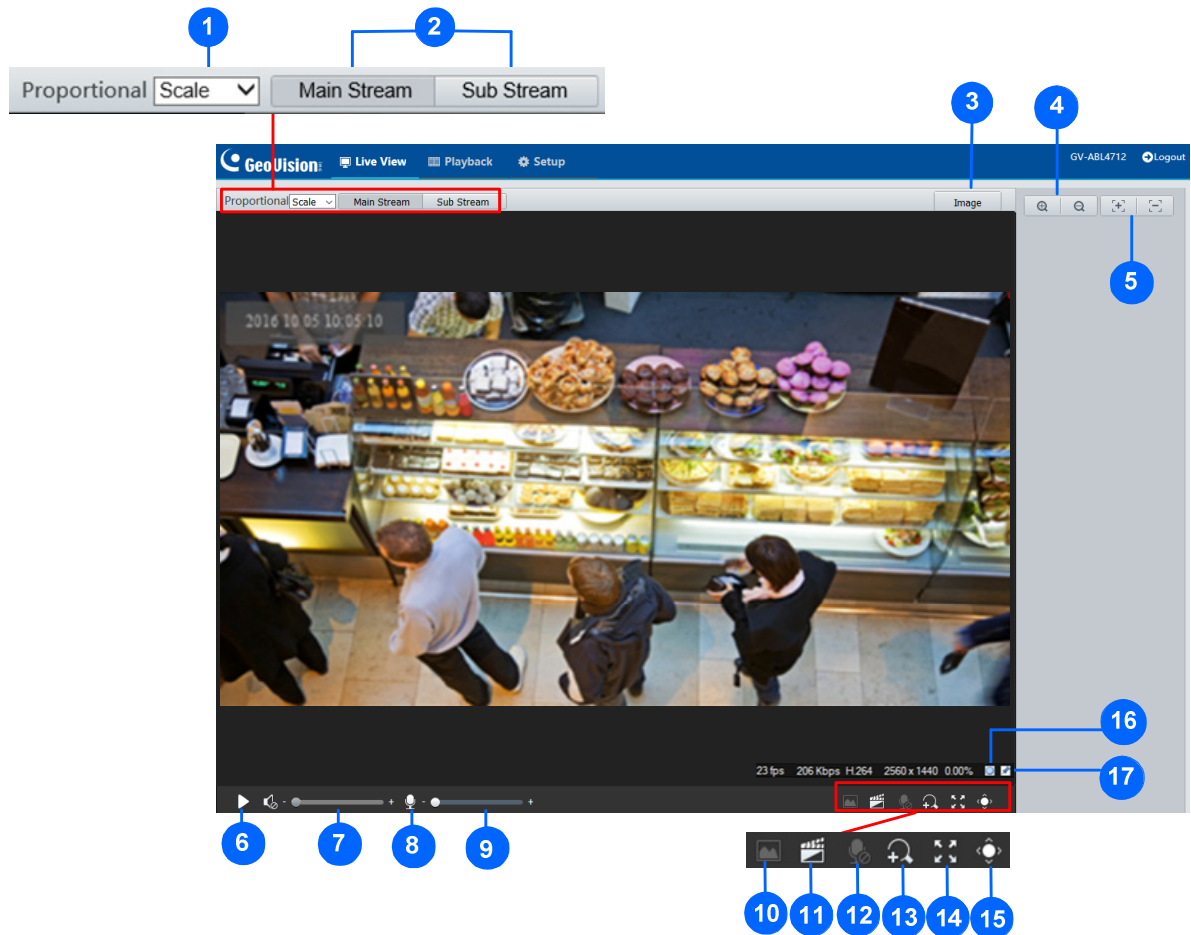 1
2
Proportional Scale Main Stream Sub Stream
3
4
GeoVision Live View Playback Setup GV-ABL4712 Logout
Proportional Scale Main Stream Sub Stream Image
5
2016 10 05 10:05:10
16
23 fps 206 Kbps H.264 2560 x 1440 0.00%
17
- + - +
6
7
8
9
10
11
12
13
14
15